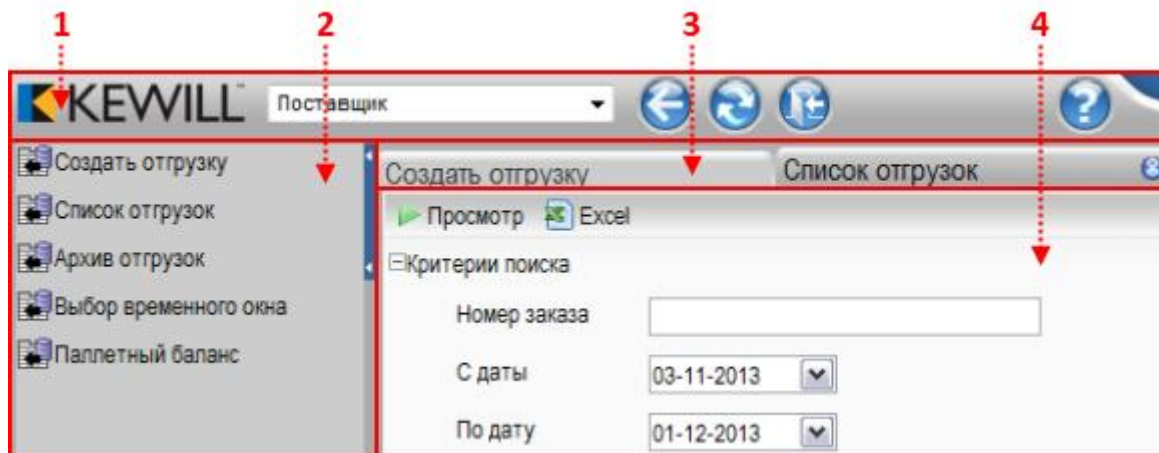 1 2 3 4
KEWILL™ Поставщик ?
Создать отгрузку
Список отгрузок
Архив отгрузок
Выбор временного окна
Паллетный баланс
Создать отгрузку Список отгрузок
Просмотр Excel
Критерии поиска
Номер заказа
С даты 03-11-2013
По дату 01-12-2013